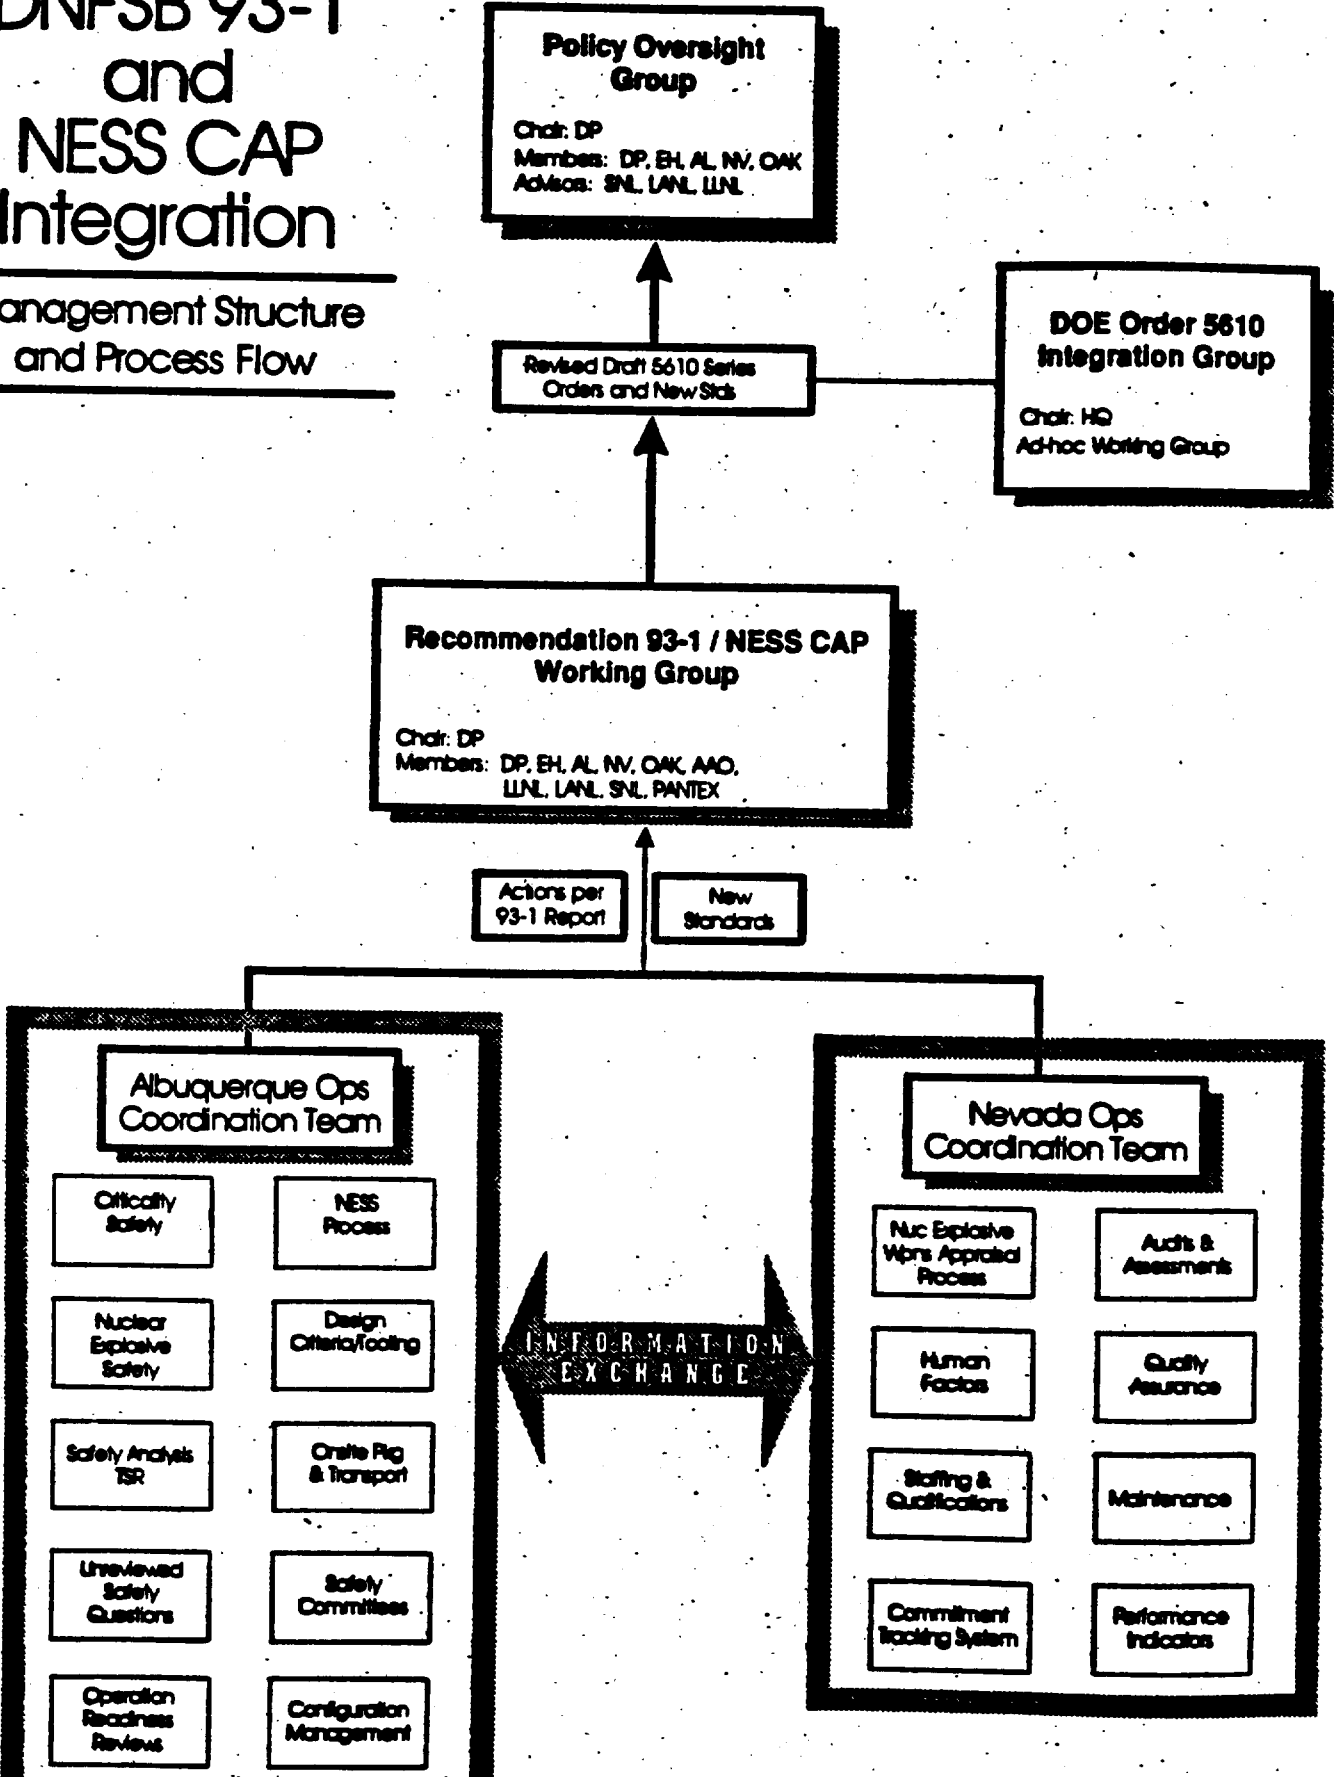 DNFSB 93-1
and
NESS CAP
Integration
anagement Structure
and Process Flow
Policy Oversight
Group
Chair: DP
Members: DP, EH, AL, NV, OAK
Advisors: SNL, LANL, LLNL
Revised Draft 5610 Series
Orders and New Stds
DOE Order 5610
Integration Group
Chair: HQ
Ad-hoc Working Group
Recommendation 93-1 / NESS CAP
Working Group
Chair: DP
Members: DP, EH, AL, NV, OAK, AAO,
LLNL, LANL, SNL, PANTEX
Actions per
93-1 Report
New
Standards
Albuquerque Ops
Coordination Team
Criticality
Safety
NESS
Process
Nuclear
Explosive
Safety
Design
Criteria/Tooling
Safety Analysis
TSR
Onsite Pkg
& Transport
Unreviewed
Safety
Questions
Safety
Committees
Operation
Readiness
Reviews
Configuration
Management
INFORMATION
EXCHANGE
Nevada Ops
Coordination Team
Nuc Explosive
Wpns Appraisal
Process
Audits &
Assessments
Human
Factors
Quality
Assurance
Staffing &
Qualifications
Maintenance
Commitment
Tracking System
Performance
Indicators